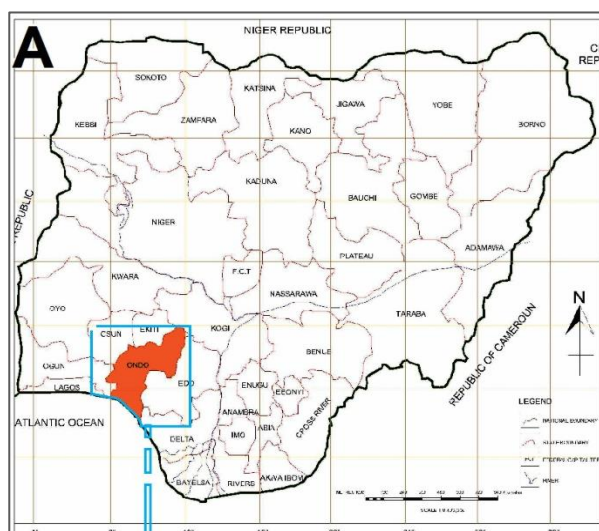 A
NIGER REPUBLIC
SOKOTO
KATSINA
JIGAWA
YOBE
KEBBI
ZAMFARA
KANO
BORNO
KADUNA
BAUCHI
GOMBE
REPUBLIC
NIGER
ADAMAWA
PLATEAU
KWARA
F.C.T
NASSARAWA
OYO
TARABA
N
KOGI
EKITI
OSUN
BENUE
REPUBLIC OF CAMEROUN
ONDO
OGUN
EDO
ENUGU
LAGOS
ANAMBRA
LEGEND
ATLANTIC OCEAN
NATIONAL BOUNDARY
DELTA
IMO
ABIA
RIVER
BAYELSA
RIVERS
AKWA IBOM